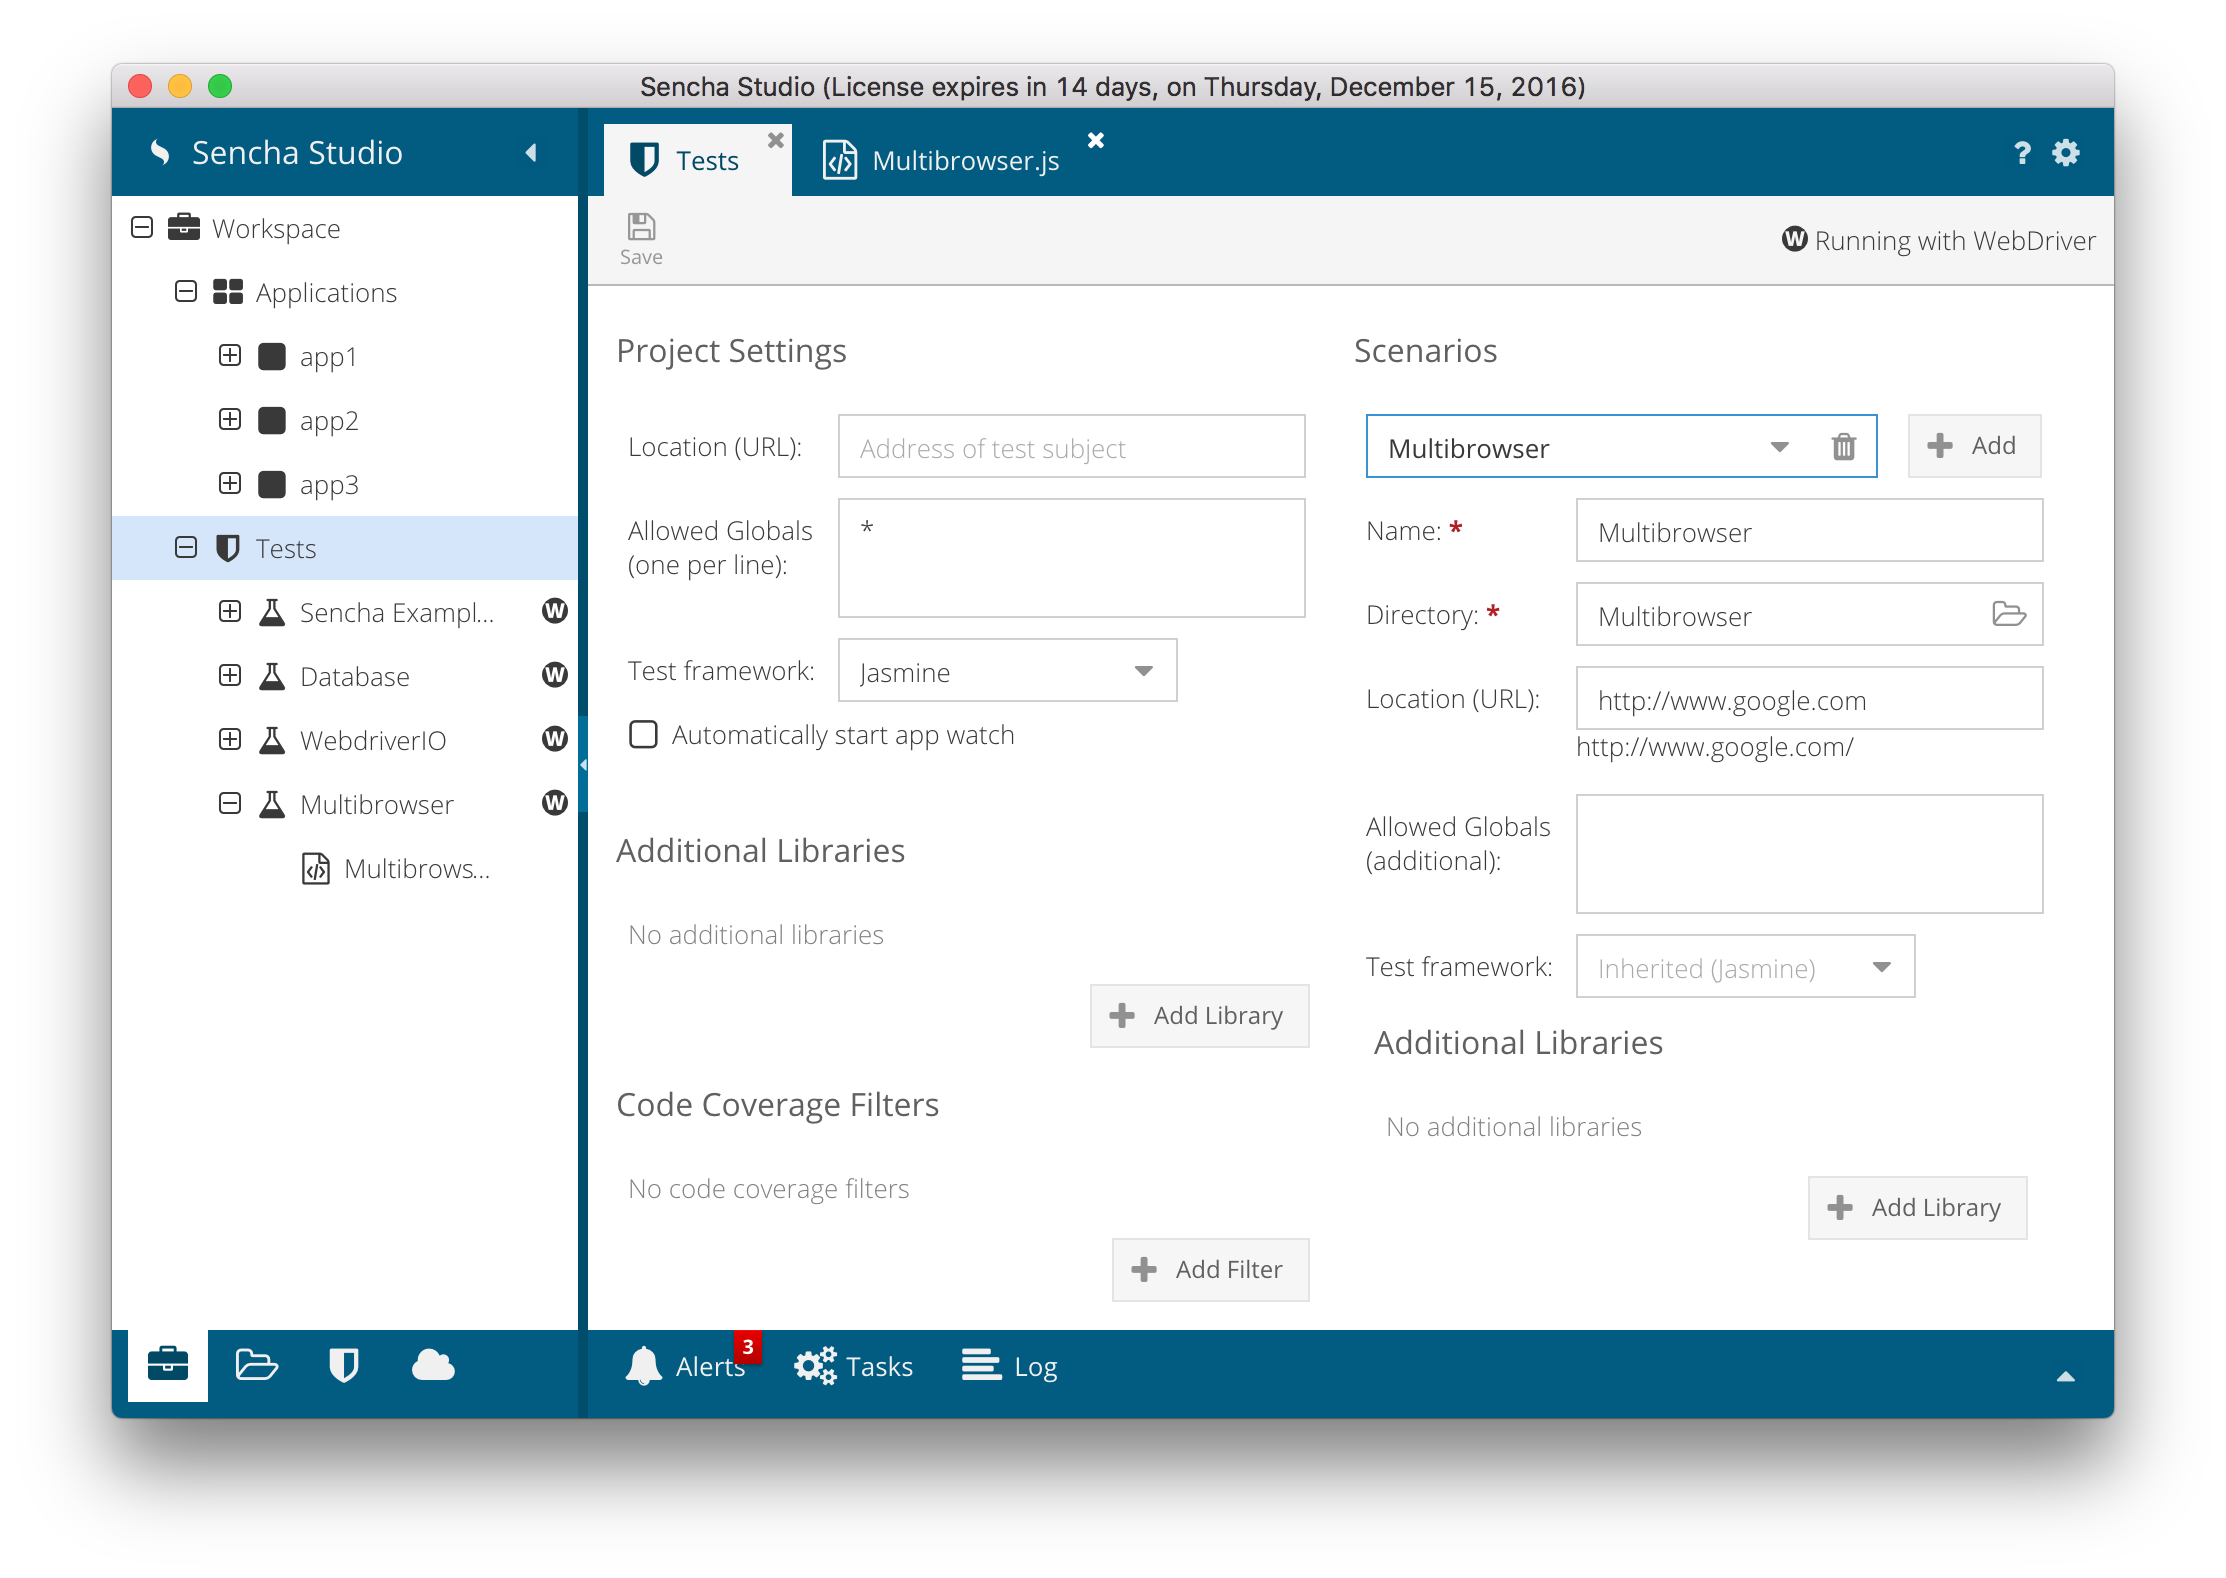 Sencha Studio (License expires in 14 days, on Thursday, December 15, 2016)
Sencha Studio
Tests
Multibrowser.js
?
Workspace
Applications
app1
app2
app3
Tests
Sencha Exampl...
W
Database
W
WebdriverIO
W
Multibrowser
W
Multibrows...
Save
W Running with WebDriver
Project Settings
Location (URL):
Address of test subject
Allowed Globals
(one per line):
*
Test framework:
Jasmine
Automatically start app watch
Additional Libraries
No additional libraries
Add Library
Code Coverage Filters
No code coverage filters
Add Filter
Scenarios
Multibrowser
Add
Name: *
Multibrowser
Directory: *
Multibrowser
Location (URL):
http://www.google.com
http://www.google.com/
Allowed Globals
(additional):
Test framework:
Inherited (Jasmine)
Additional Libraries
No additional libraries
Add Library
Alerts
3
Tasks
Log